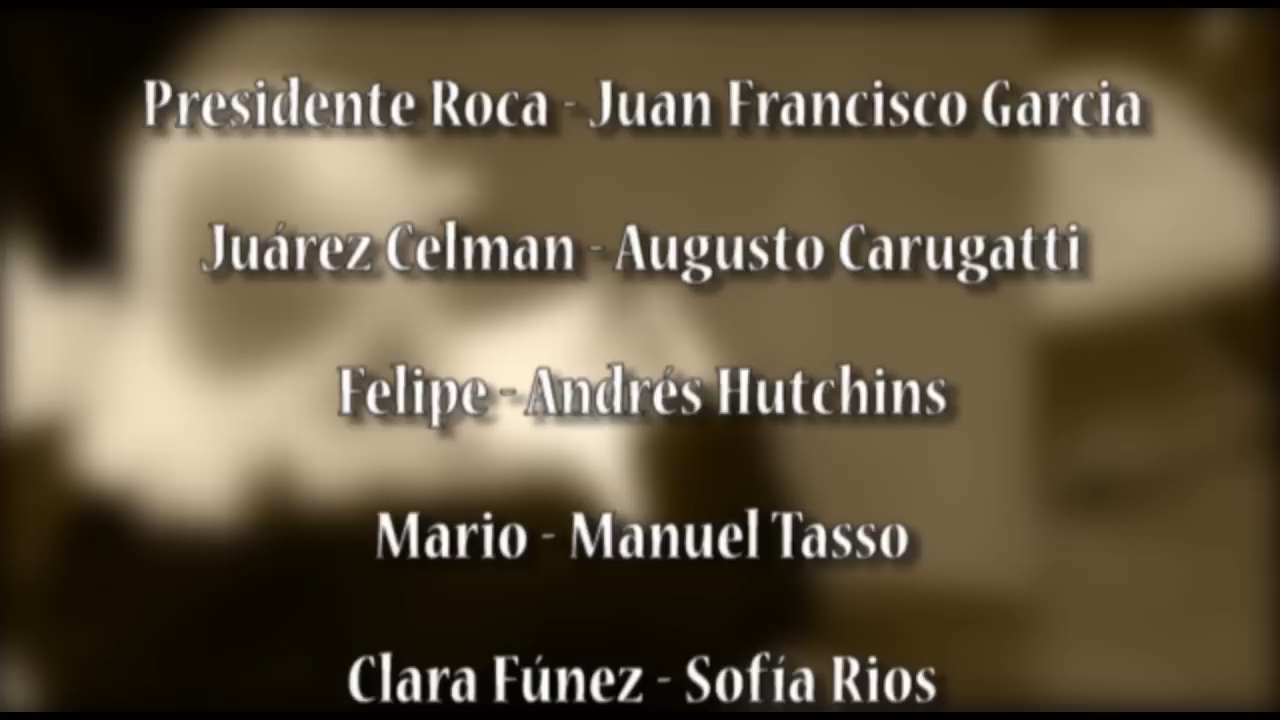 Presidente Roca - Juan Francisco Garcia
Juárez Celman - Augusto Carugatti
Felipe - Andrés Hutchins
Mario - Manuel Tasso
Clara Fúnez - Sofía Rios